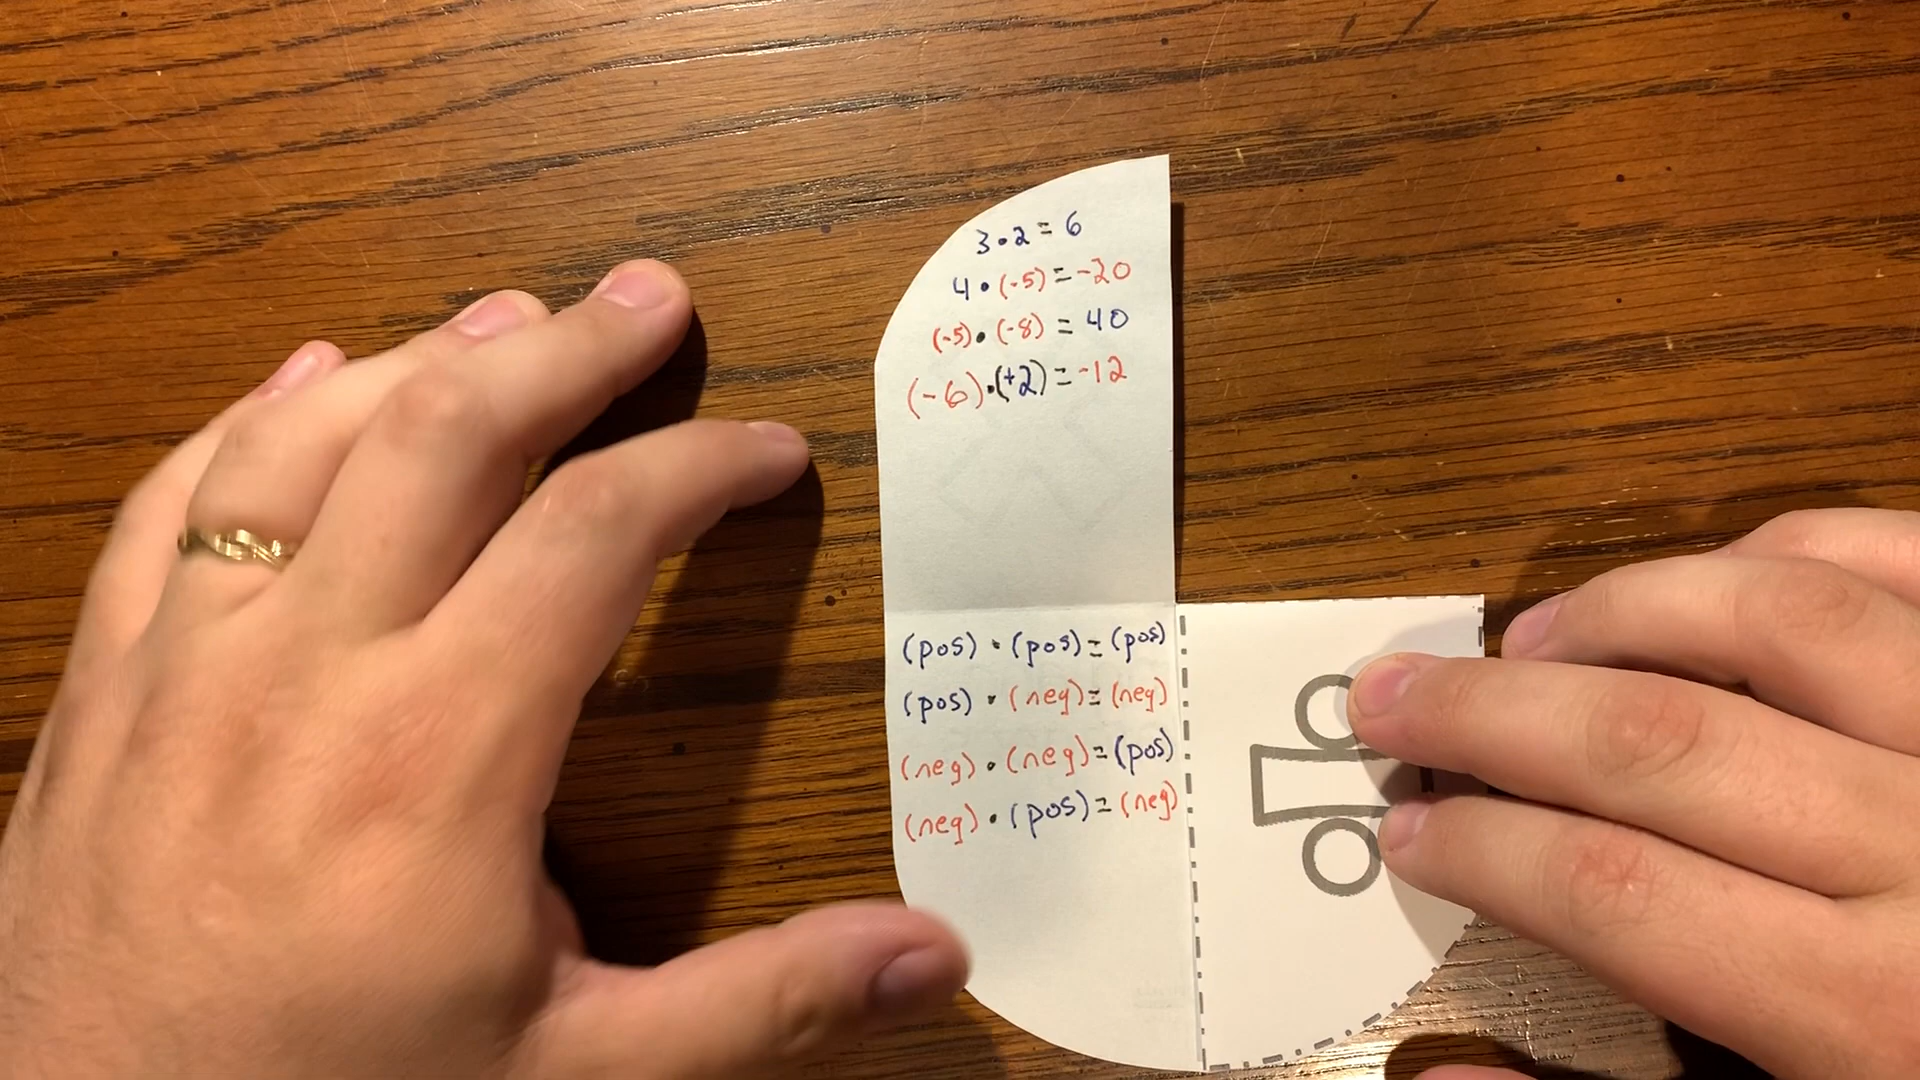 3 • 2 = 6
4 • (-5) = -20
(-5) • (-8) = 40
(-6) • (+2) = -12
(pos) • (pos) = (pos)
(pos) • (neg) = (neg)
(neg) • (neg) = (pos)
(neg) • (pos) = (neg)